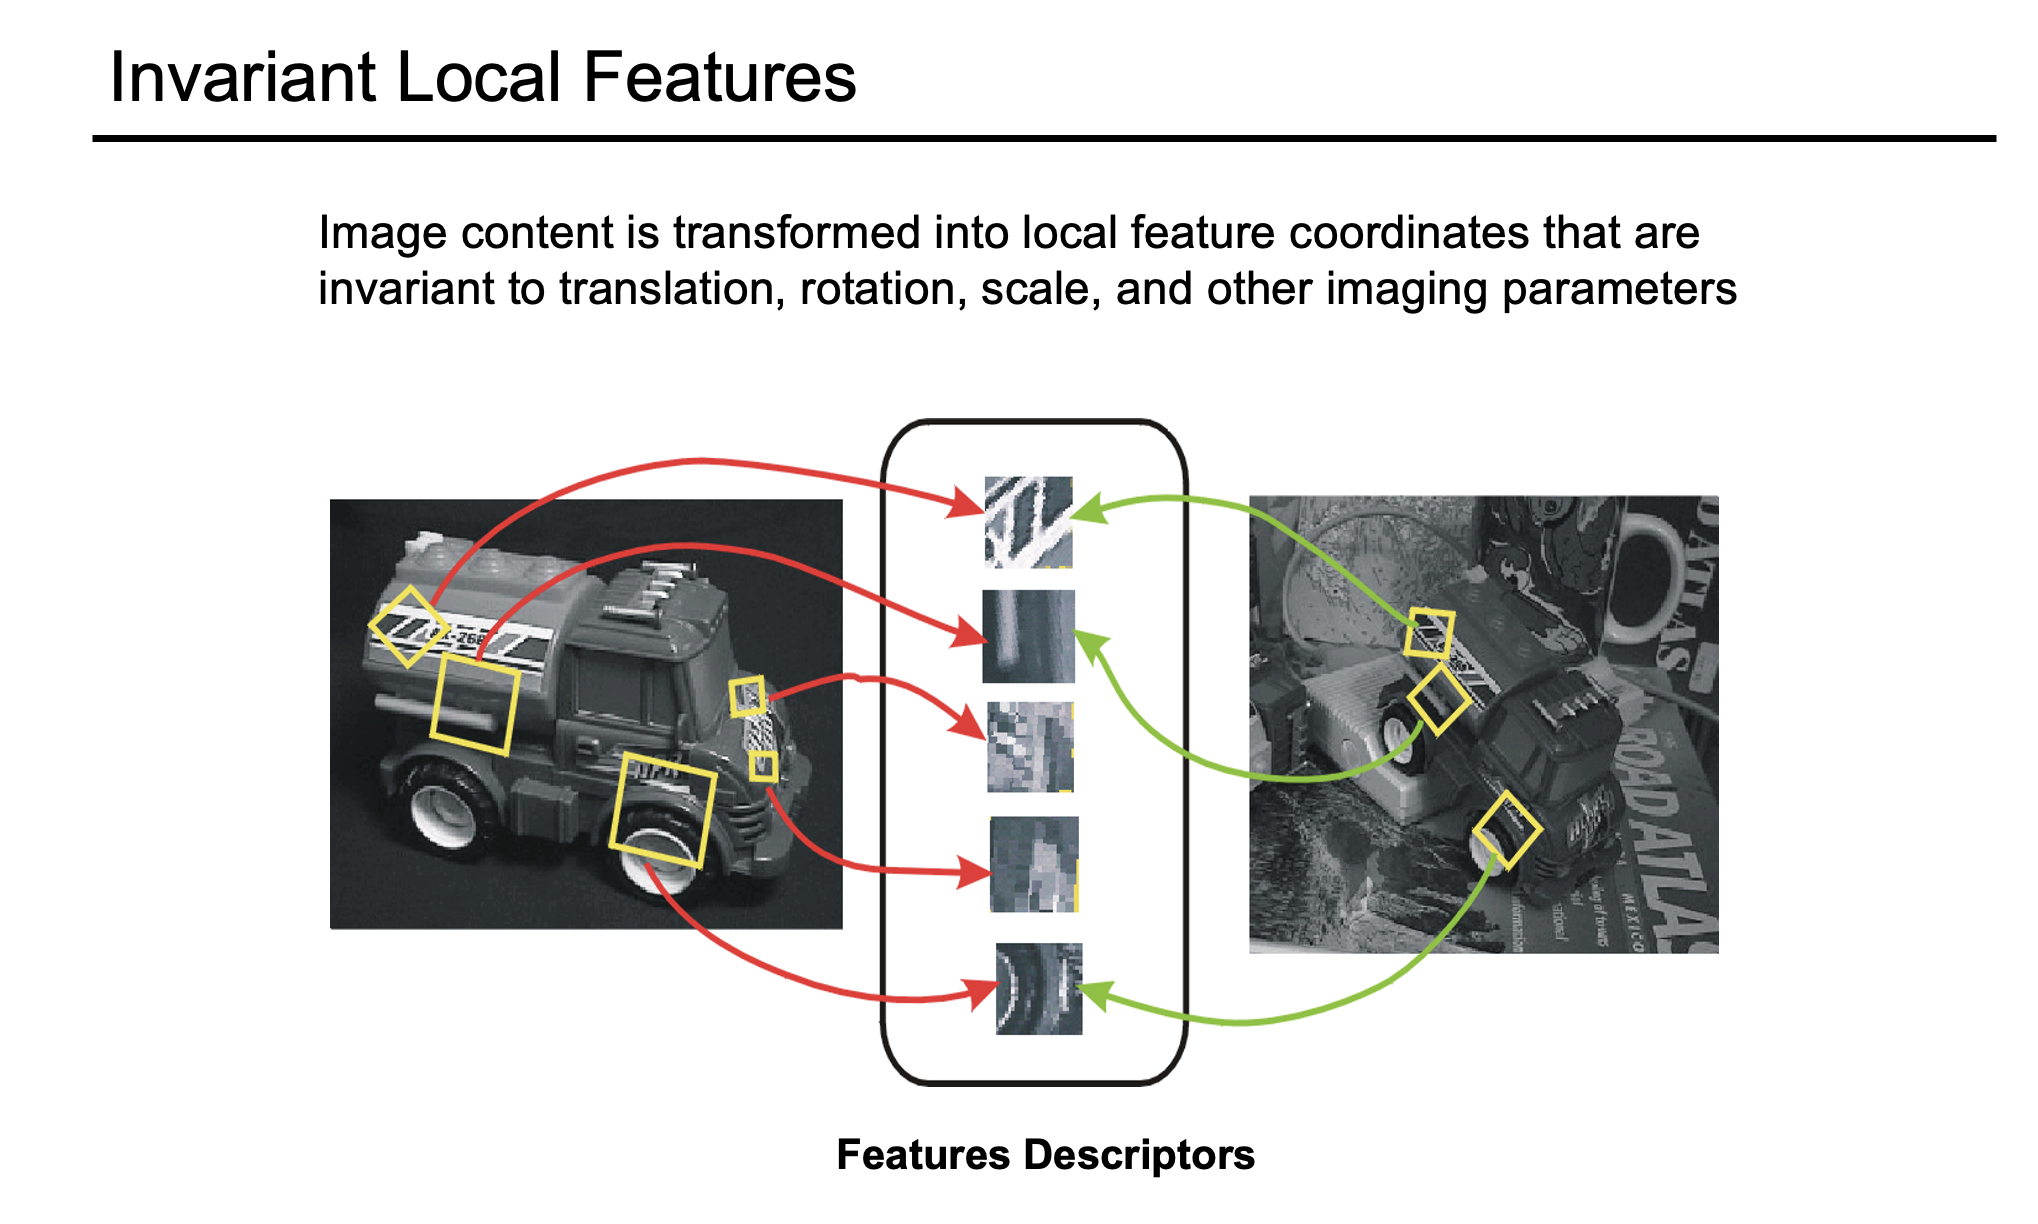 Invariant Local Features
Image content is transformed into local feature coordinates that are
invariant to translation, rotation, scale, and other imaging parameters
ROAD ATLAS
MEXICO
Features Descriptors